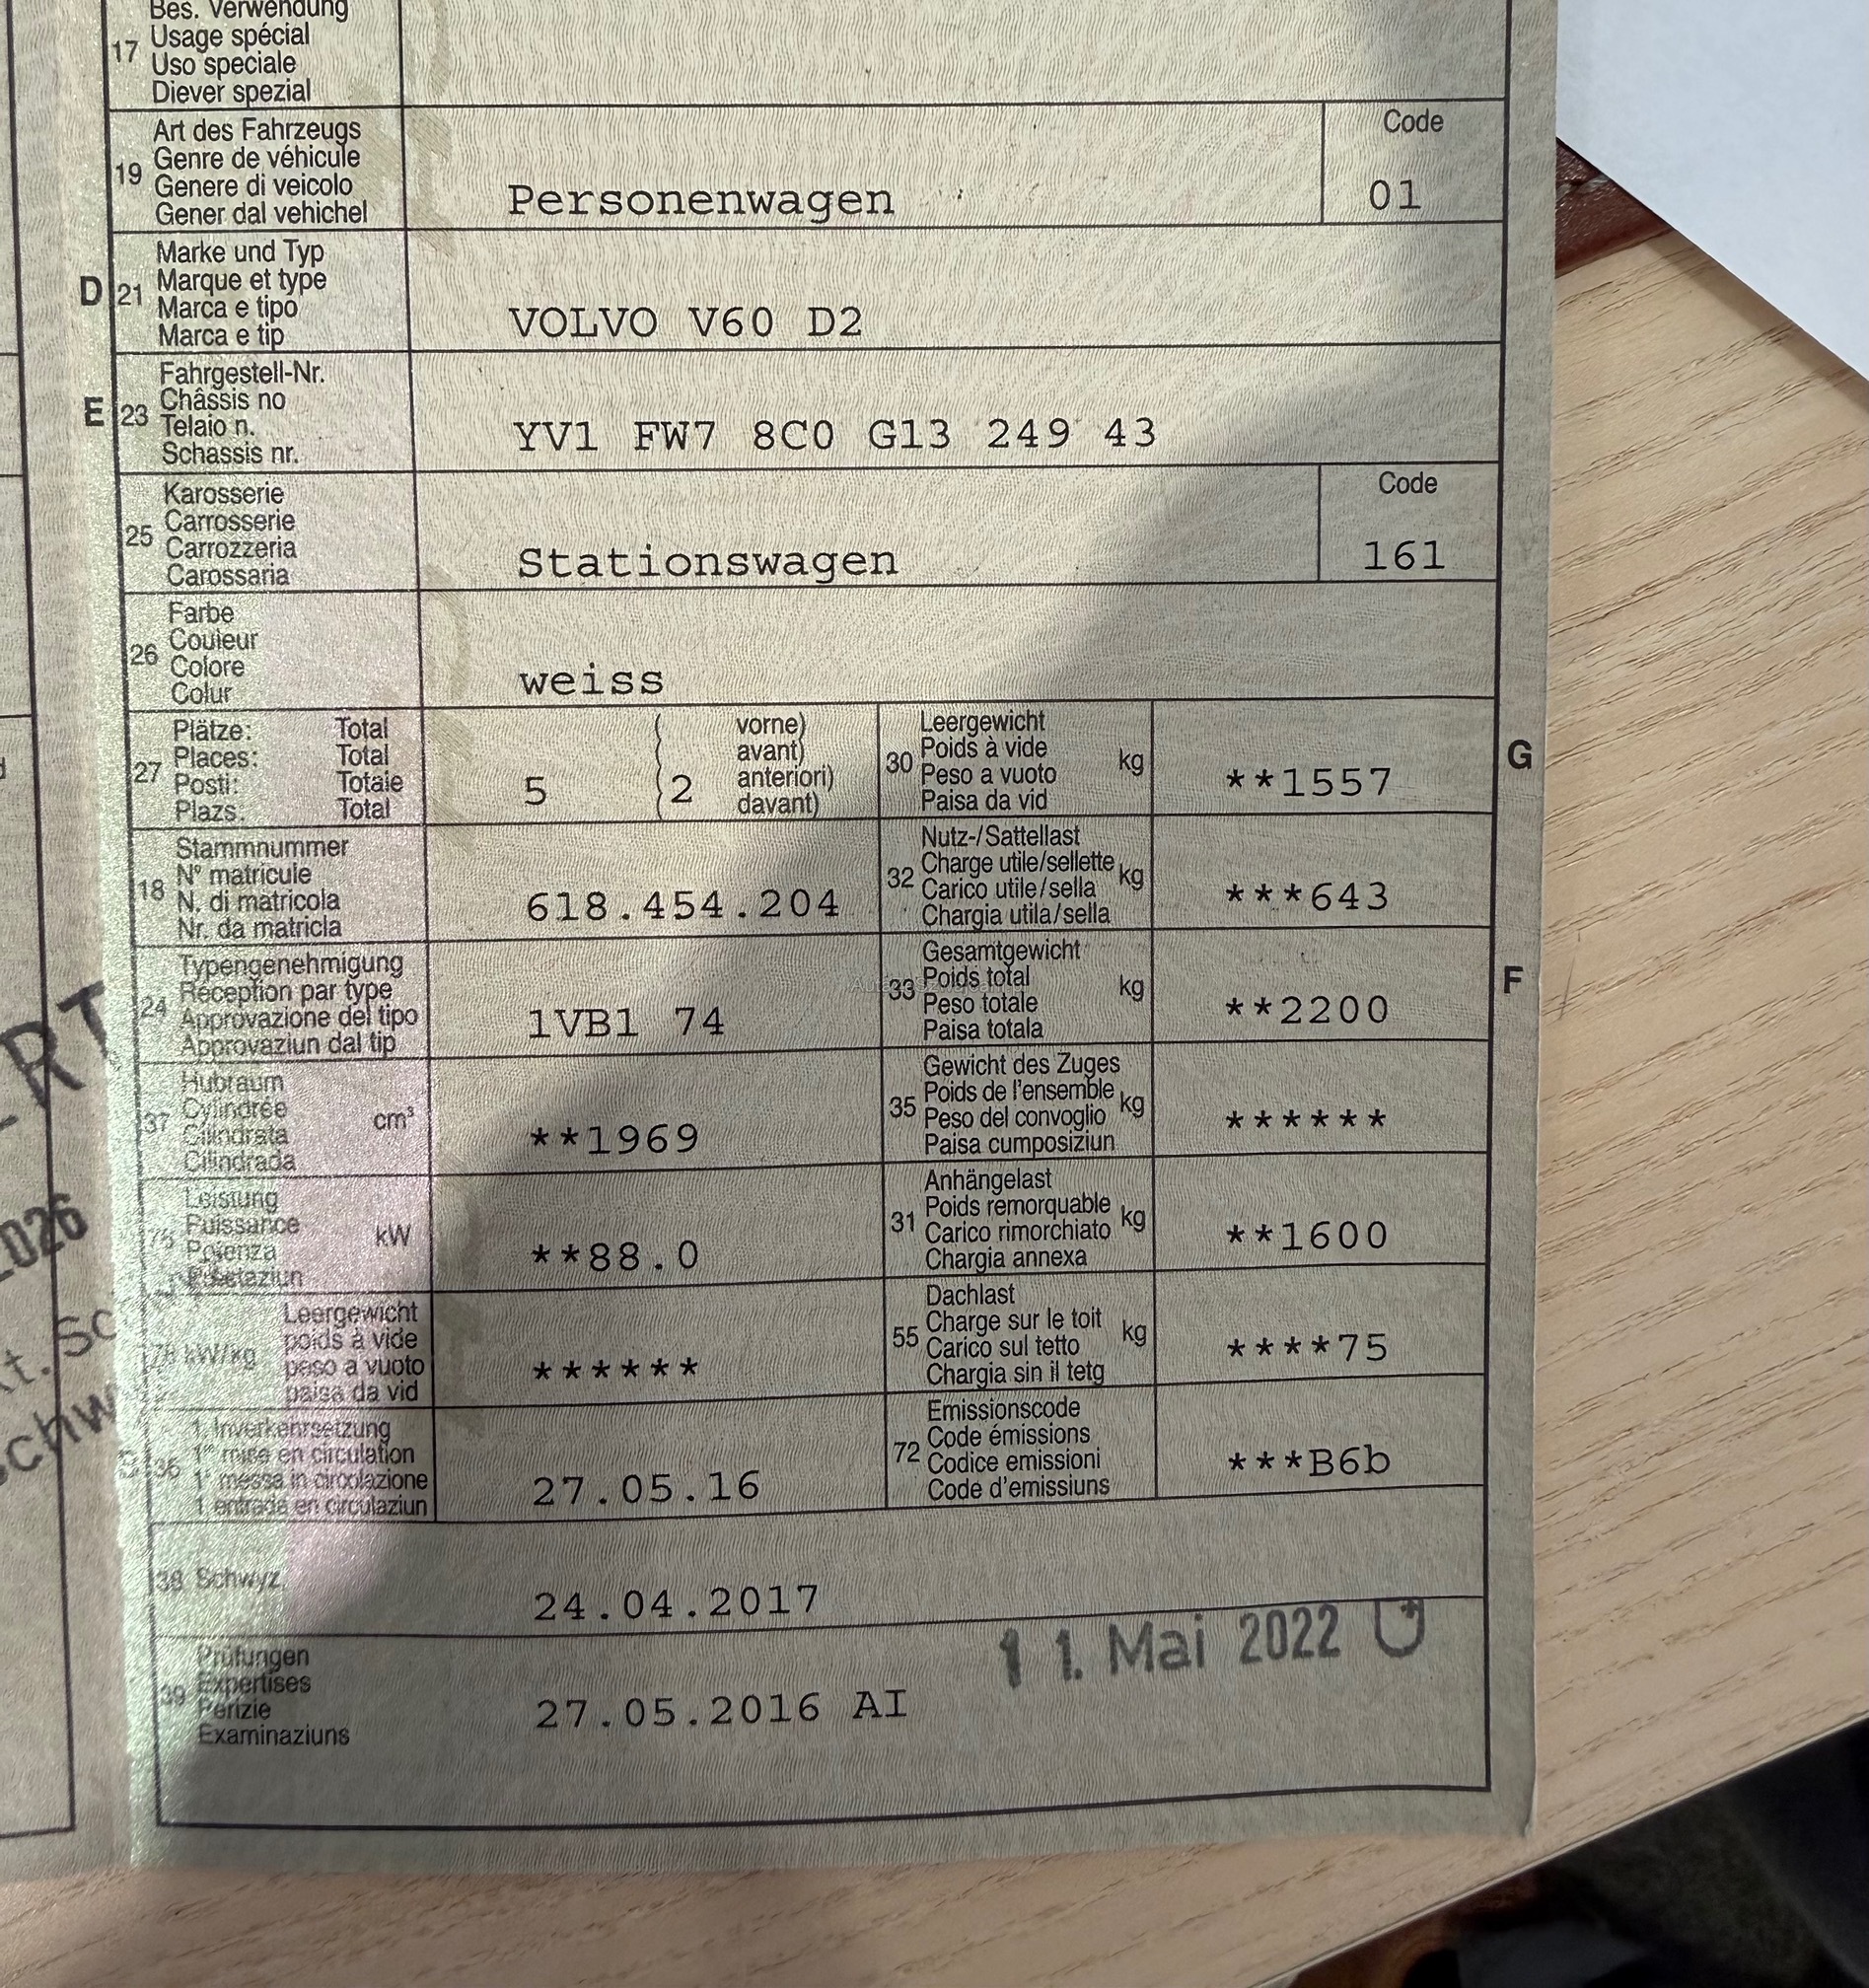 Bes. Verwendung
17 Usage spécial
Uso speciale
Diever spezial
Art des Fahrzeugs
19 Genre de véhicule
Genere di veicolo
Gener dal vehichel
Personenwagen
Code
01
Marke und Typ
D 21 Marque et type
Marca e tipo
Marca e tip
VOLVO V60 D2
Fahrgestell-Nr.
E 23 Châssis no
Telaio n.
Schassis nr.
YV1 FW7 8C0 G13 249 43
Karosserie
25 Carrosserie
Carrozzeria
Carossaria
Stationswagen
Code
161
Farbe
26 Couleur
Colore
Colur
weiss
Plätze: Total
27 Places: Total
Posti: Totale
Plazs: Total
5 (2 vorne)
avant)
anteriori)
davant)
Leergewicht
30 Poids à vide kg
Peso a vuoto
Paisa da vid
**1557
G
Stammnummer
18 N° matricule
N. di matricola
Nr. da matricla
618.454.204
Nutz-/Sattellast
32 Charge utile/sellette kg
Carico utile/sella
Chargia utila/sella
***643
Typengenehmigung
24 Réception par type
Approvazione del tipo
Approvaziun dal tip
1VB1 74
Gesamtgewicht
33 Poids total kg
Peso totale
Paisa totala
**2200
F
Hubraum
37 Cylindrée cm³
Cilindrata
Cilindrada
**1969
Gewicht des Zuges
35 Poids de l'ensemble kg
Peso del convoglio
Paisa cumposiziun
******
Leistung
Puissance kW
Potenza
**88.0
Anhängelast
31 Poids remorquable kg
Carico rimorchiato
Chargia annexa
**1600
Leergewicht
kW/kg poids à vide
peso a vuoto
paisa da vid
******
Dachlast
55 Charge sur le toit kg
Carico sul tetto
Chargia sin il tetg
****75
1. Inverkehrsetzung
36 1re mise en circulation
1a messa in circolazione
1. entrada en circulaziun
27.05.16
Emissionscode
72 Code émissions
Codice emissioni
Code d'emissiuns
***B6b
38 Schwyz,
24.04.2017
11. Mai 2022
Prüfungen
39 Expertises
Perizie
Examinaziuns
27.05.2016 AI